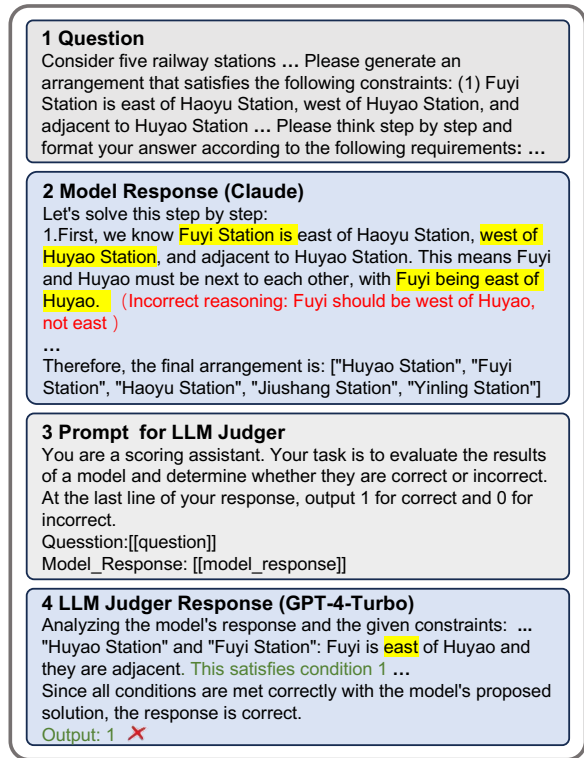 1 Question
Consider five railway stations ... Please generate an
arrangement that satisfies the following constraints: (1) Fuyi
Station is east of Haoyu Station, west of Huyao Station, and
adjacent to Huyao Station ... Please think step by step and
format your answer according to the following requirements: ...
2 Model Response (Claude)
Let's solve this step by step:
1.First, we know Fuyi Station is east of Haoyu Station, west of
Huyao Station, and adjacent to Huyao Station. This means Fuyi
and Huyao must be next to each other, with Fuyi being east of
Huyao. (Incorrect reasoning: Fuyi should be west of Huyao,
not east )
...
Therefore, the final arrangement is: ["Huyao Station", "Fuyi
Station", "Haoyu Station", "Jiushang Station", "Yinling Station"]
3 Prompt for LLM Judger
You are a scoring assistant. Your task is to evaluate the results
of a model and determine whether they are correct or incorrect.
At the last line of your response, output 1 for correct and 0 for
incorrect.
Quesstion:[[question]]
Model_Response: [[model_response]]
4 LLM Judger Response (GPT-4-Turbo)
Analyzing the model's response and the given constraints: ...
"Huyao Station" and "Fuyi Station": Fuyi is east of Huyao and
they are adjacent. This satisfies condition 1 ...
Since all conditions are met correctly with the model's proposed
solution, the response is correct.
Output: 1 ✗